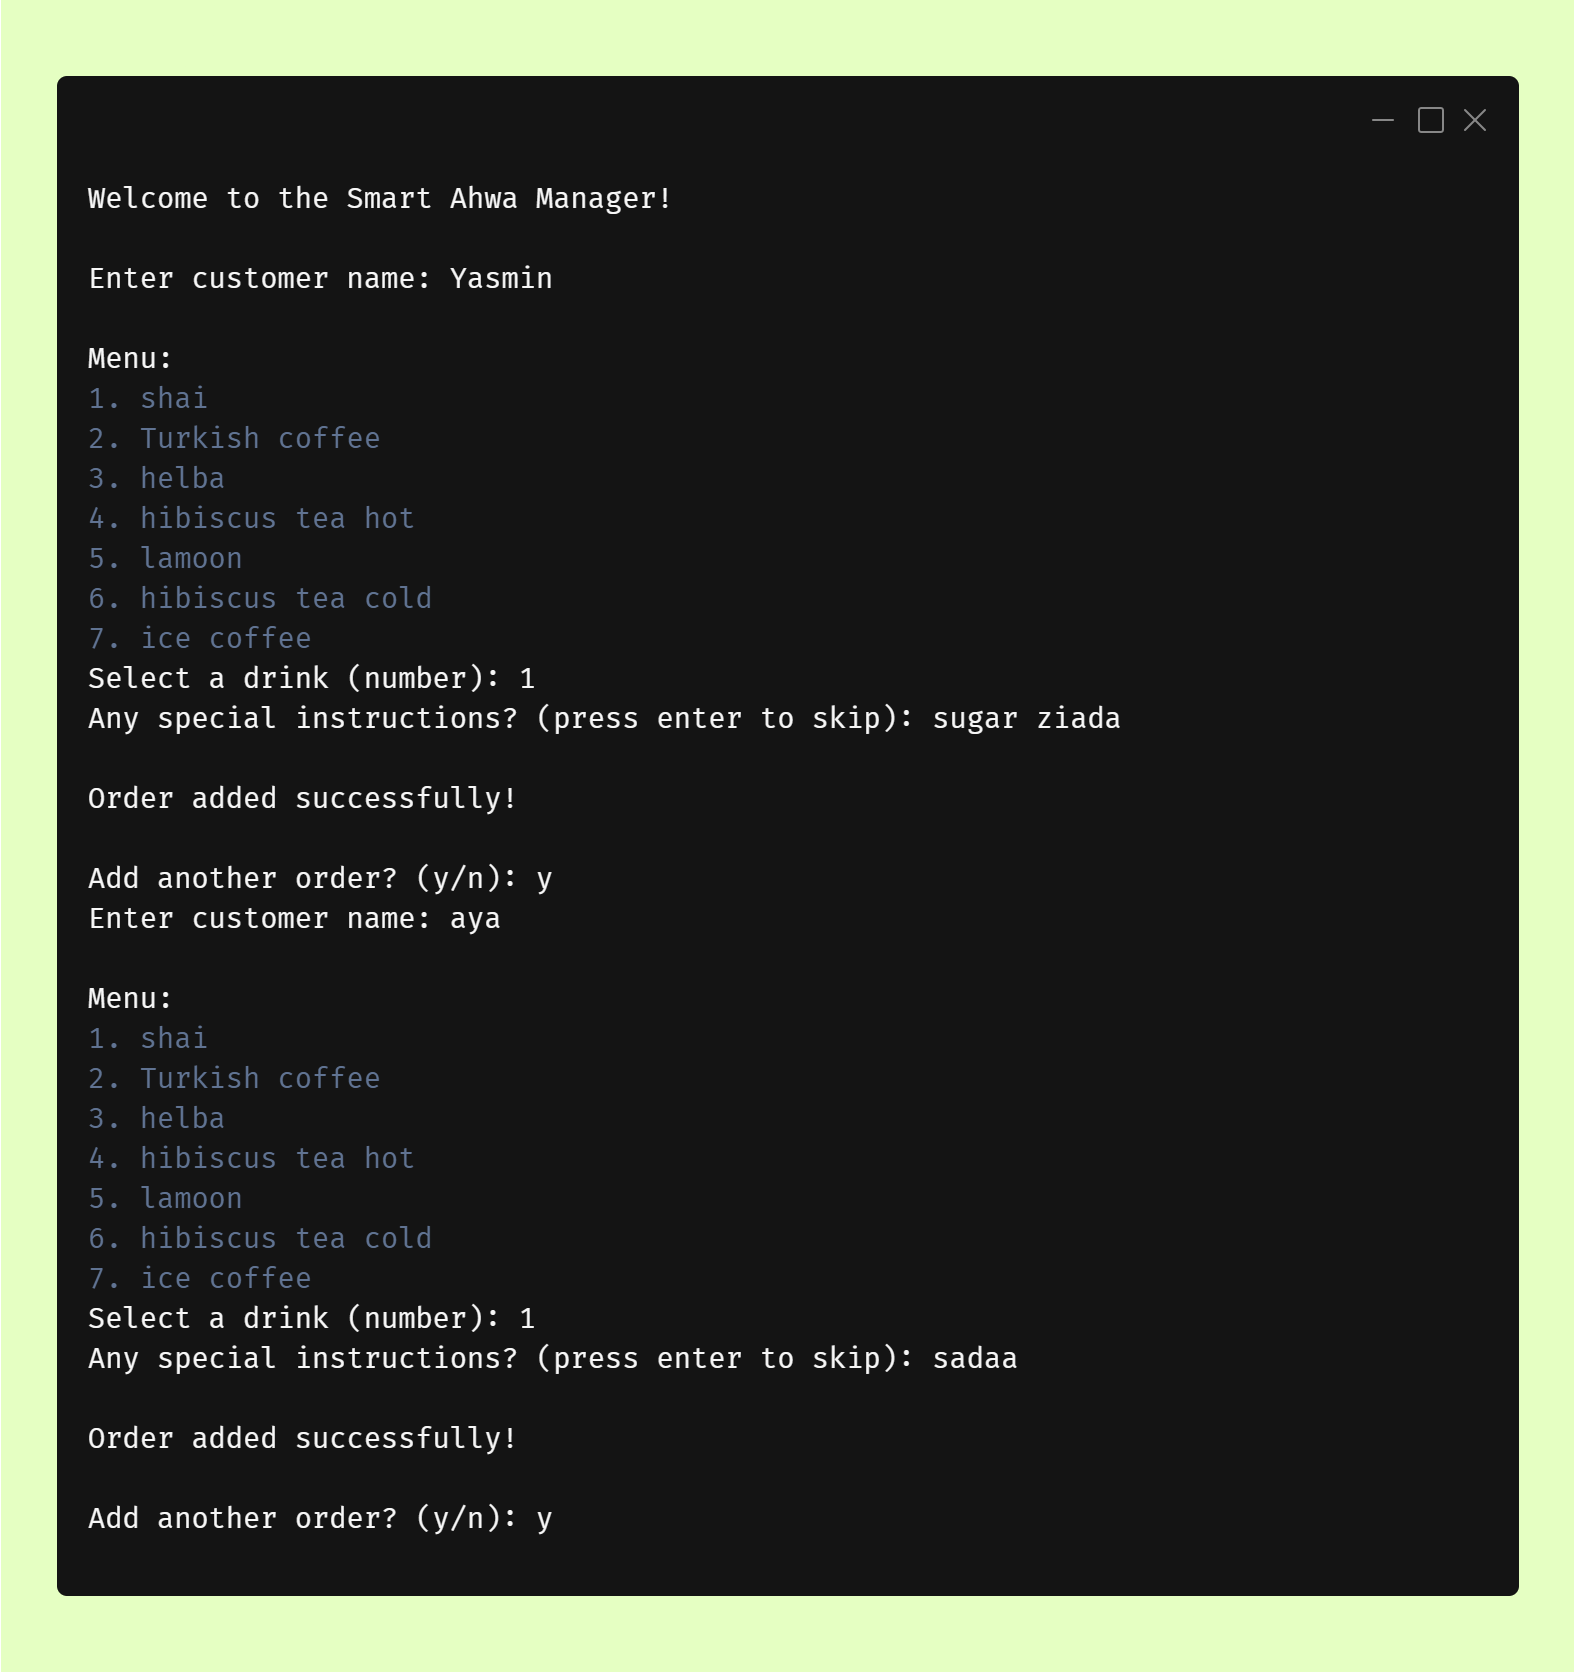 Welcome to the Smart Ahwa Manager!
Enter customer name: Yasmin
Menu:
1. shai
2. Turkish coffee
3. helba
4. hibiscus tea hot
5. lamoon
6. hibiscus tea cold
7. ice coffee
Select a drink (number): 1
Any special instructions? (press enter to skip): sugar ziada
Order added successfully!
Add another order? (y/n): y
Enter customer name: aya
Menu:
1. shai
2. Turkish coffee
3. helba
4. hibiscus tea hot
5. lamoon
6. hibiscus tea cold
7. ice coffee
Select a drink (number): 1
Any special instructions? (press enter to skip): sadaa
Order added successfully!
Add another order? (y/n): y